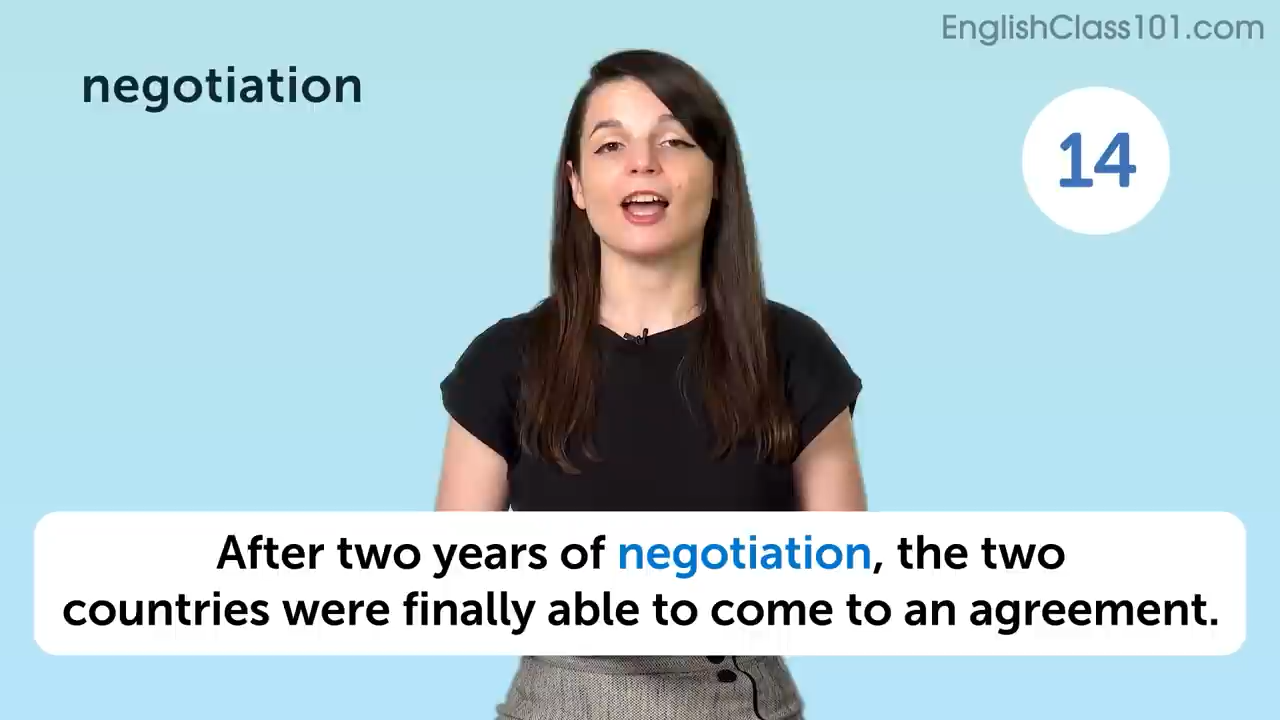 EnglishClass101.com
negotiation
14
After two years of negotiation, the two
countries were finally able to come to an agreement.